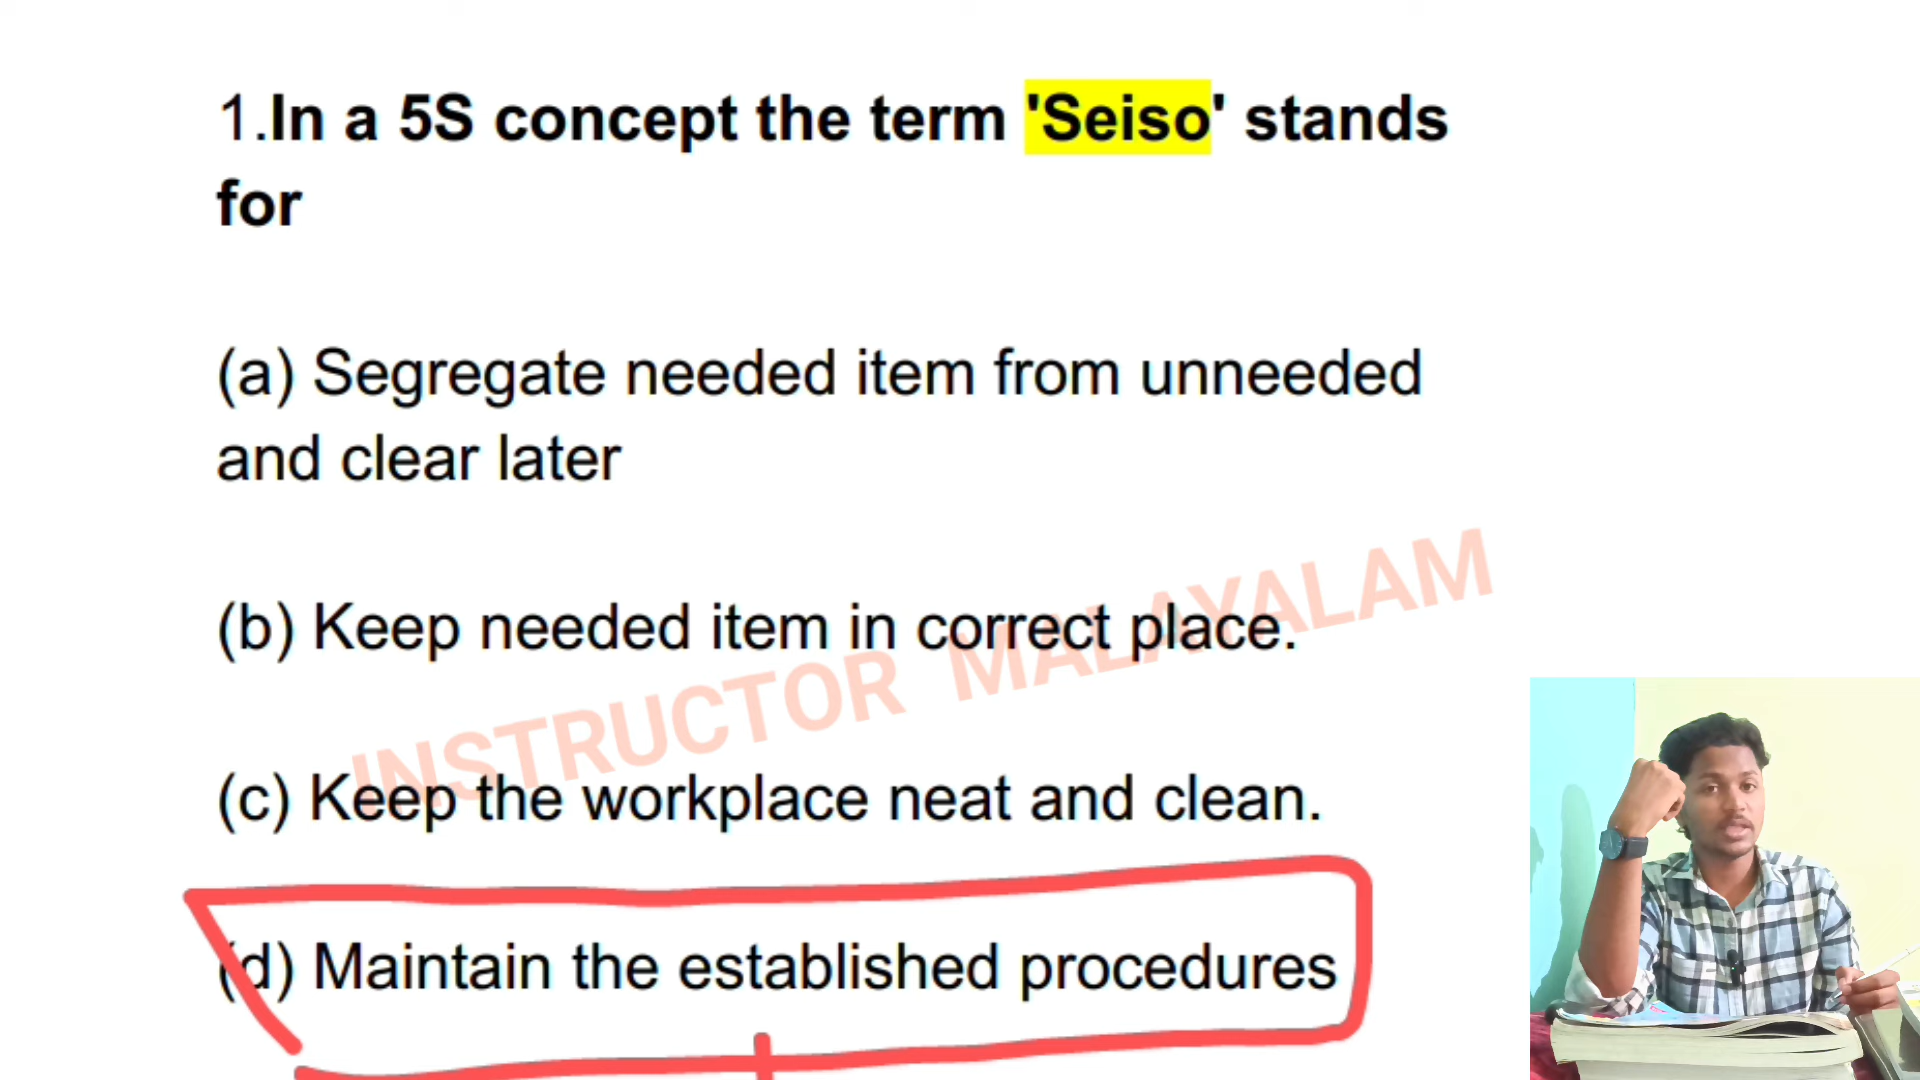 1.In a 5S concept the term 'Seiso' stands
for
(a) Segregate needed item from unneeded
and clear later
(b) Keep needed item in correct place.
INSTRUCTOR MALAYALAM
(c) Keep the workplace neat and clean.
(d) Maintain the established procedures